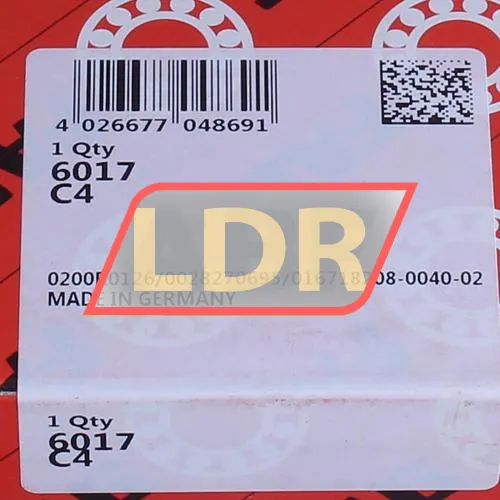 4 026677 048691
1 Qty
6017
C4
LDR
MADE IN GERMANY
1 Qty
6017
C4